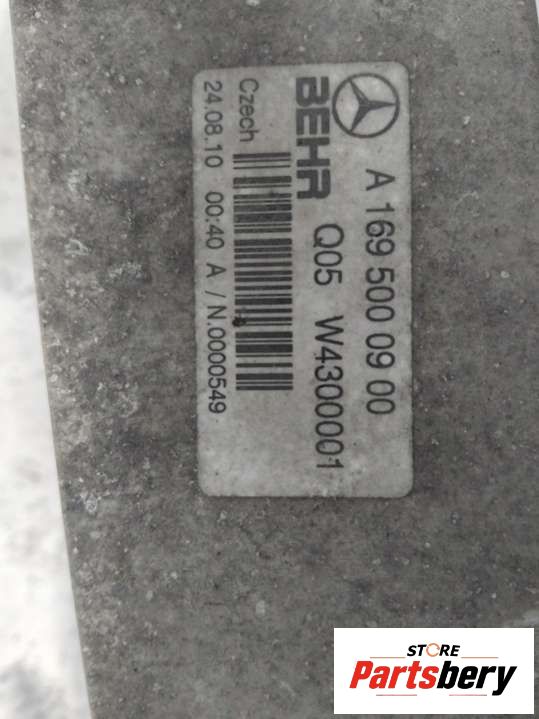 A 169 500 09 00
BEHR Q05 W4300001
Czech
24.08.10 00:40 A / N.0000549
STORE
Partsbery